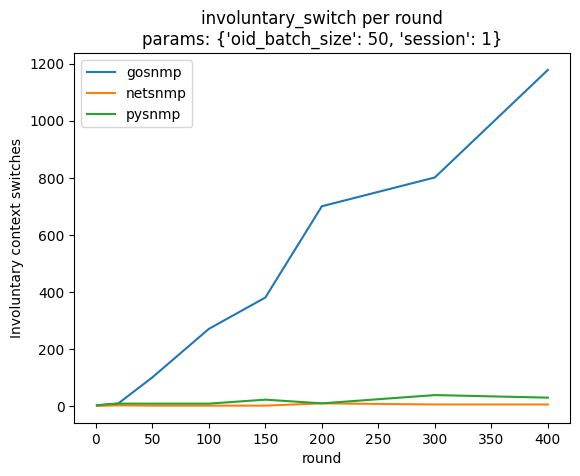 involuntary_switch per round
params: {'oid_batch_size': 50, 'session': 1}
gosnmp
netsnmp
pysnmp
Involuntary context switches
1200
1000
800
600
400
200
0
0 50 100 150 200 250 300 350 400
round